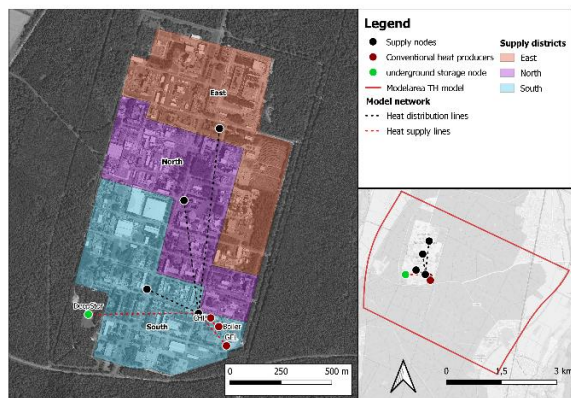 East
North
DeepStor
CHP
Boiler
South
GT
0 250 500 m
Legend
Supply nodes
Conventional heat producers
underground storage node
Modelarea TH model
Model network
Heat distribution lines
Heat supply lines
Supply districts
East
North
South
0 1,5 3 km